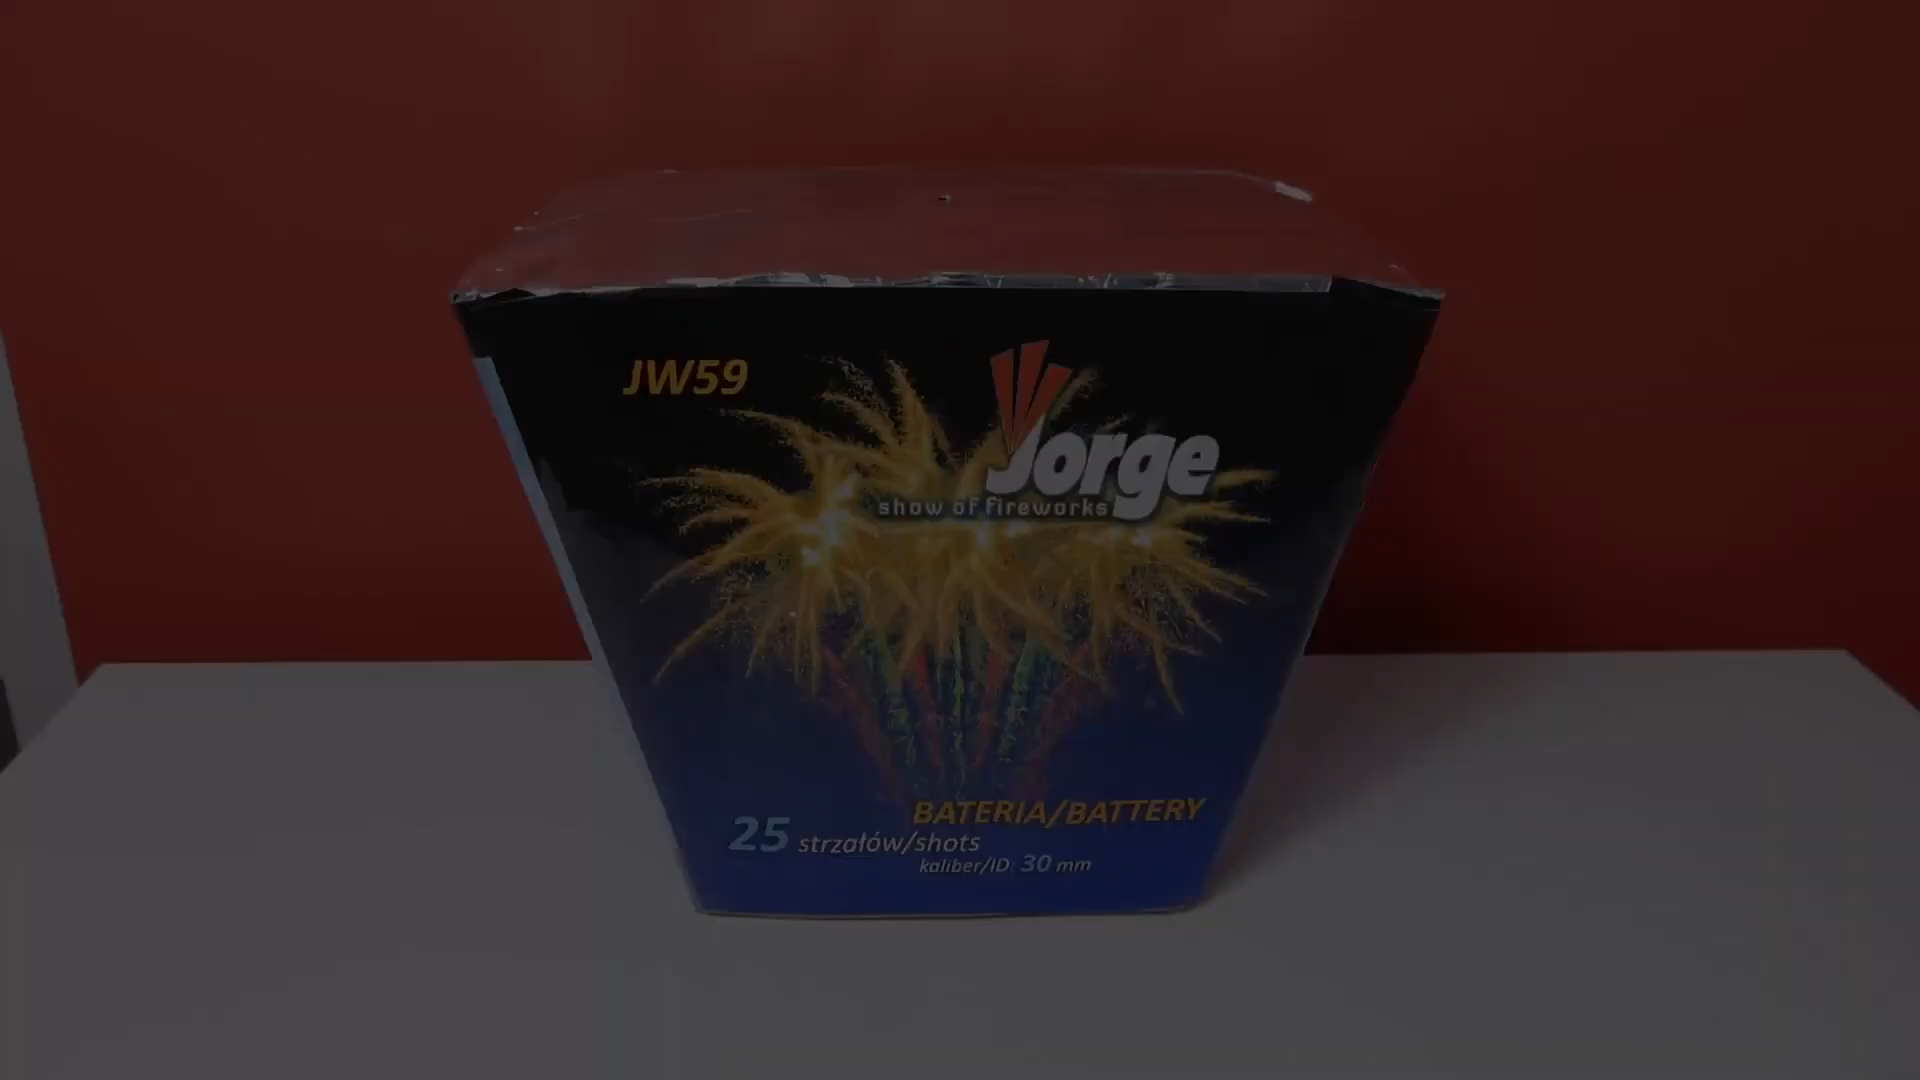 JW59
Jorge
show of fireworks
BATERIA/BATTERY
25 strzałów/shots
kaliber/ID: 30 mm